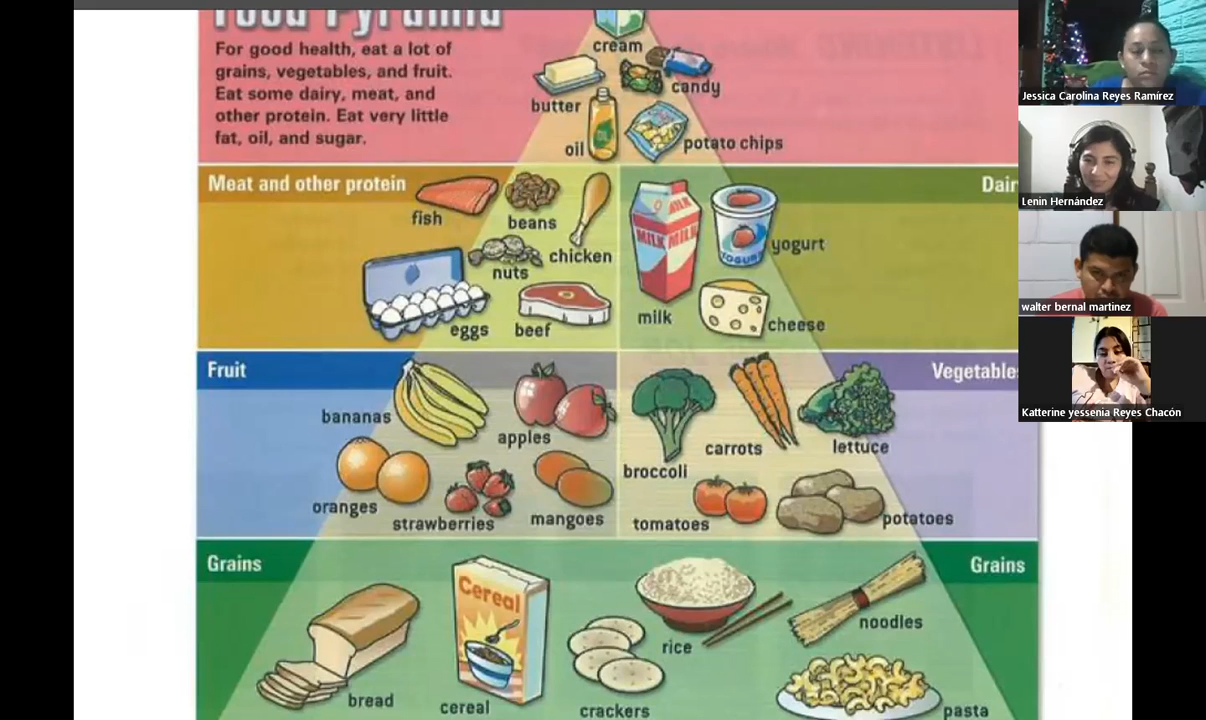 Food Pyramid
For good health, eat a lot of
grains, vegetables, and fruit.
Eat some dairy, meat, and
other protein. Eat very little
fat, oil, and sugar.
cream
butter
candy
oil
OIL
potato chips
Meat and other protein
fish
beans
chicken
nuts
eggs
beef
Dair
MILK
MILK MILK
milk
YOGURT
yogurt
cheese
Fruit
bananas
apples
oranges
strawberries
mangoes
Vegetables
broccoli
carrots
lettuce
tomatoes
potatoes
Grains
Grains
bread
Cereal
cereal
crackers
rice
noodles
pasta
Jessica Carolina Reyes Ramírez
Lenin Hernández
walter bernal martinez
Katterine yessenia Reyes Chacón